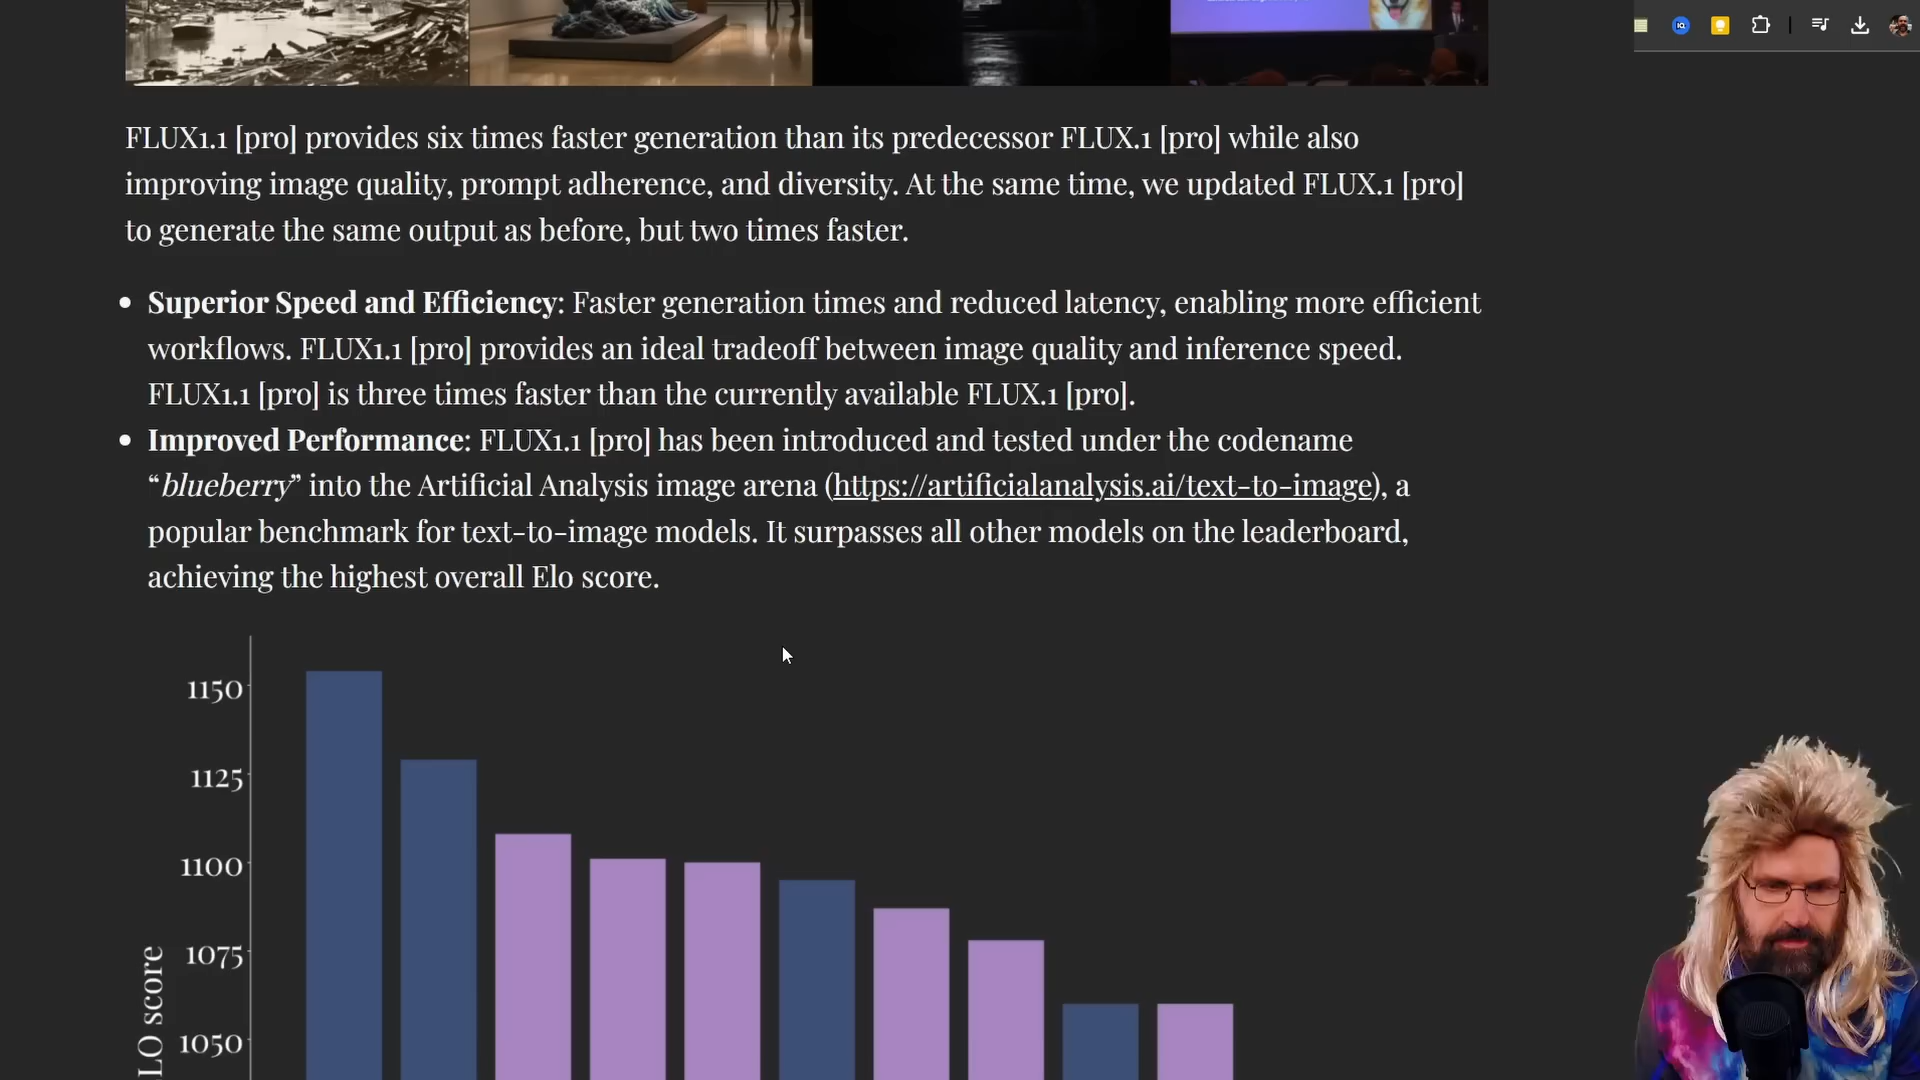 FLUX1.1 [pro] provides six times faster generation than its predecessor FLUX.1 [pro] while also
improving image quality, prompt adherence, and diversity. At the same time, we updated FLUX.1 [pro]
to generate the same output as before, but two times faster.
Superior Speed and Efficiency: Faster generation times and reduced latency, enabling more efficient
workflows. FLUX1.1 [pro] provides an ideal tradeoff between image quality and inference speed.
FLUX1.1 [pro] is three times faster than the currently available FLUX.1 [pro].
Improved Performance: FLUX1.1 [pro] has been introduced and tested under the codename
“blueberry” into the Artificial Analysis image arena (https://artificialanalysis.ai/text-to-image), a
popular benchmark for text-to-image models. It surpasses all other models on the leaderboard,
achieving the highest overall Elo score.
1150
1125
1100
1075
1050
LO score